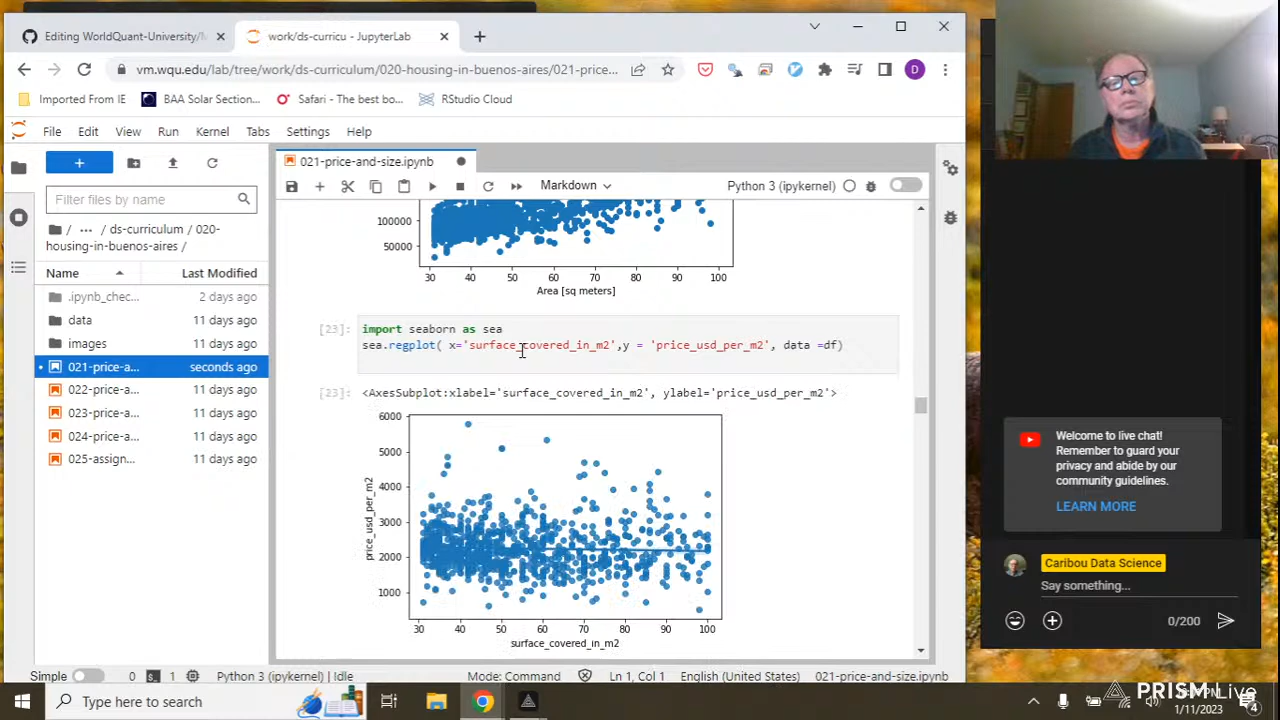 Editing WorldQuant-University/M
work/ds-curricu - JupyterLab
vm.wqu.edu/lab/tree/work/ds-curriculum/020-housing-in-buenos-aires/021-price...
D
Imported From IE
BAA Solar Section...
Safari - The best bo...
RStudio Cloud
File Edit View Run Kernel Tabs Settings Help
021-price-and-size.ipynb
Markdown
Python 3 (ipykernel)
Filter files by name
/ ... / ds-curriculum / 020-
housing-in-buenos-aires /
Name Last Modified
.ipynb_chec... 2 days ago
data 11 days ago
images 11 days ago
021-price-a... seconds ago
022-price-a... 11 days ago
023-price-a... 11 days ago
024-price-a... 11 days ago
025-assign... 11 days ago
100000
50000
30 40 50 60 70 80 90 100
Area [sq meters]
[23]: import seaborn as sea
sea.regplot( x='surface_covered_in_m2',y = 'price_usd_per_m2', data =df)
[23]: <AxesSubplot:xlabel='surface_covered_in_m2', ylabel='price_usd_per_m2'>
6000
5000
4000
3000
2000
1000
price_usd_per_m2
30 40 50 60 70 80 90 100
surface_covered_in_m2
Simple 0 1 Python 3 (ipykernel) | Idle Mode: Command Ln 1, Col 1 English (United States) 021-price-and-size.ipynb
Welcome to live chat!
Remember to guard your
privacy and abide by our
community guidelines.
LEARN MORE
Caribou Data Science
Say something...
0/200
Type here to search
PRISM Live
1/11/2023
4